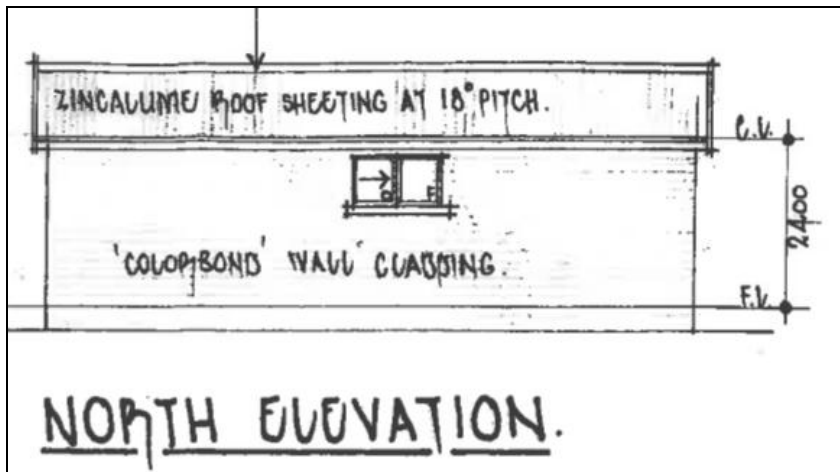 ZINCALUME ROOF SHEETING AT 18° PITCH.
C.L.
2400
'COLORBOND' WALL CLADDING.
F.L.
NORTH ELEVATION.